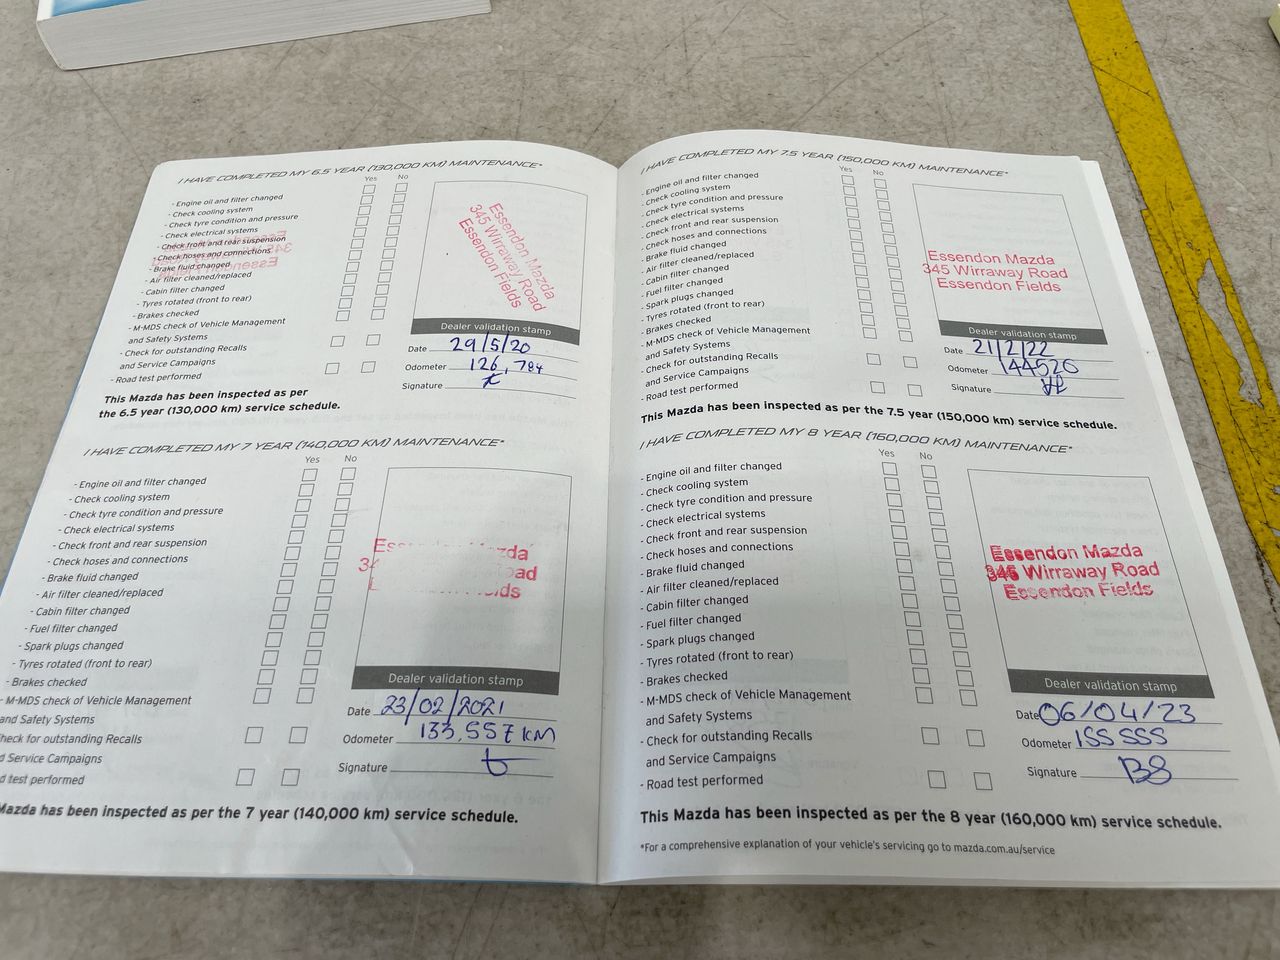 I HAVE COMPLETED MY 6.5 YEAR (130,000 KM) MAINTENANCE*
Yes No
- Engine oil and filter changed
- Check cooling system
- Check tyre condition and pressure
- Check electrical systems
- Check front and rear suspension
- Check hoses and connections
- Brake fluid changed
- Air filter cleaned/replaced
- Cabin filter changed
- Tyres rotated (front to rear)
- Brakes checked
- M-MDS check of Vehicle Management
and Safety Systems
- Check for outstanding Recalls
and Service Campaigns
- Road test performed
Essendon Mazda
345 Wirraway Road
Essendon Fields
Dealer validation stamp
Date 29/5/20
Odometer 126,784
Signature
This Mazda has been inspected as per
the 6.5 year (130,000 km) service schedule.
I HAVE COMPLETED MY 7 YEAR (140,000 KM) MAINTENANCE*
Yes No
- Engine oil and filter changed
- Check cooling system
- Check tyre condition and pressure
- Check electrical systems
- Check front and rear suspension
- Check hoses and connections
- Brake fluid changed
- Air filter cleaned/replaced
- Cabin filter changed
- Fuel filter changed
- Spark plugs changed
- Tyres rotated (front to rear)
- Brakes checked
- M-MDS check of Vehicle Management
and Safety Systems
heck for outstanding Recalls
d Service Campaigns
d test performed
Dealer validation stamp
Date 23/02/2021
Odometer 133,557 KM
Signature
Mazda has been inspected as per the 7 year (140,000 km) service schedule.
I HAVE COMPLETED MY 7.5 YEAR (150,000 KM) MAINTENANCE*
Yes No
- Engine oil and filter changed
- Check cooling system
- Check tyre condition and pressure
- Check electrical systems
- Check front and rear suspension
- Check hoses and connections
- Brake fluid changed
- Air filter cleaned/replaced
- Cabin filter changed
- Fuel filter changed
- Spark plugs changed
- Tyres rotated (front to rear)
- Brakes checked
- M-MDS check of Vehicle Management
and Safety Systems
- Check for outstanding Recalls
and Service Campaigns
- Road test performed
Essendon Mazda
345 Wirraway Road
Essendon Fields
Dealer validation stamp
Date 21/2/22
Odometer 144526
Signature
This Mazda has been inspected as per the 7.5 year (150,000 km) service schedule.
I HAVE COMPLETED MY 8 YEAR (160,000 KM) MAINTENANCE*
Yes No
- Engine oil and filter changed
- Check cooling system
- Check tyre condition and pressure
- Check electrical systems
- Check front and rear suspension
- Check hoses and connections
- Brake fluid changed
- Air filter cleaned/replaced
- Cabin filter changed
- Fuel filter changed
- Spark plugs changed
- Tyres rotated (front to rear)
- Brakes checked
- M-MDS check of Vehicle Management
and Safety Systems
- Check for outstanding Recalls
and Service Campaigns
- Road test performed
Essendon Mazda
345 Wirraway Road
Essendon Fields
Dealer validation stamp
Date 06/04/23
Odometer 155555
Signature
This Mazda has been inspected as per the 8 year (160,000 km) service schedule.
*For a comprehensive explanation of your vehicle's servicing go to mazda.com.au/service